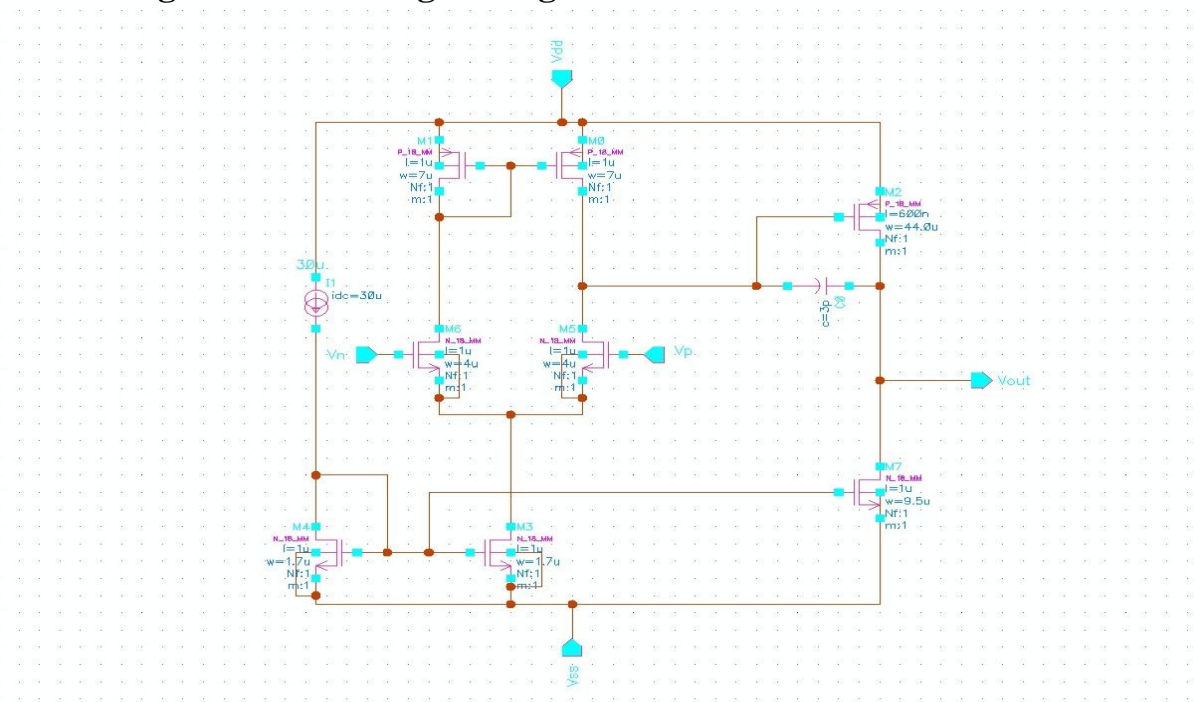 Vdd
M1
P_18_MM
l=1u
w=7u
Nf:1
m:1
M0
P_18_MM
l=1u
w=7u
Nf:1
m:1
M2
P_18_MM
l=600n
w=44.0u
Nf:1
m:1
30u
I1
idc=30u
c=3p
C0
Vn
M6
N_18_MM
l=1u
w=4u
Nf:1
m:1
M5
N_18_MM
l=1u
w=4u
Nf:1
m:1
Vp
Vout
M7
N_18_MM
l=1u
w=9.5u
Nf:1
m:1
M4
N_18_MM
l=1u
w=1.7u
Nf:1
m:1
M3
N_18_MM
l=1u
w=1.7u
Nf:1
m:1
Vss